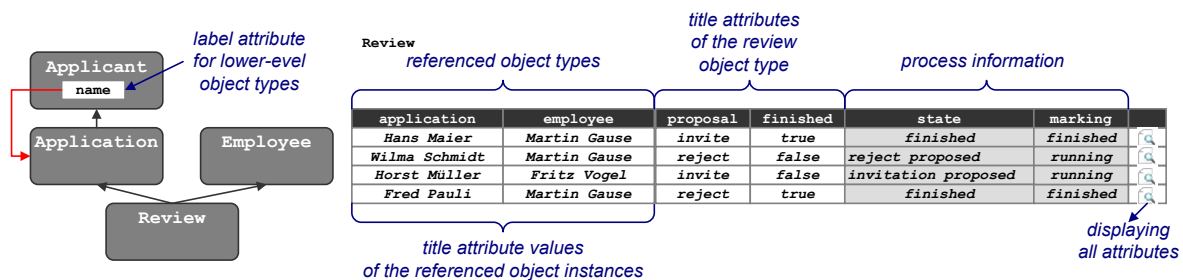 label attribute
for lower-evel
object types
Applicant
name
Application
Employee
Review
Review
referenced object types
title attributes
of the review
object type
process information
application employee proposal finished state marking
Hans Maier Martin Gause invite true finished finished
Wilma Schmidt Martin Gause reject false reject proposed running
Horst Müller Fritz Vogel invite false invitation proposed running
Fred Pauli Martin Gause reject true finished finished
title attribute values
of the referenced object instances
displaying
all attributes